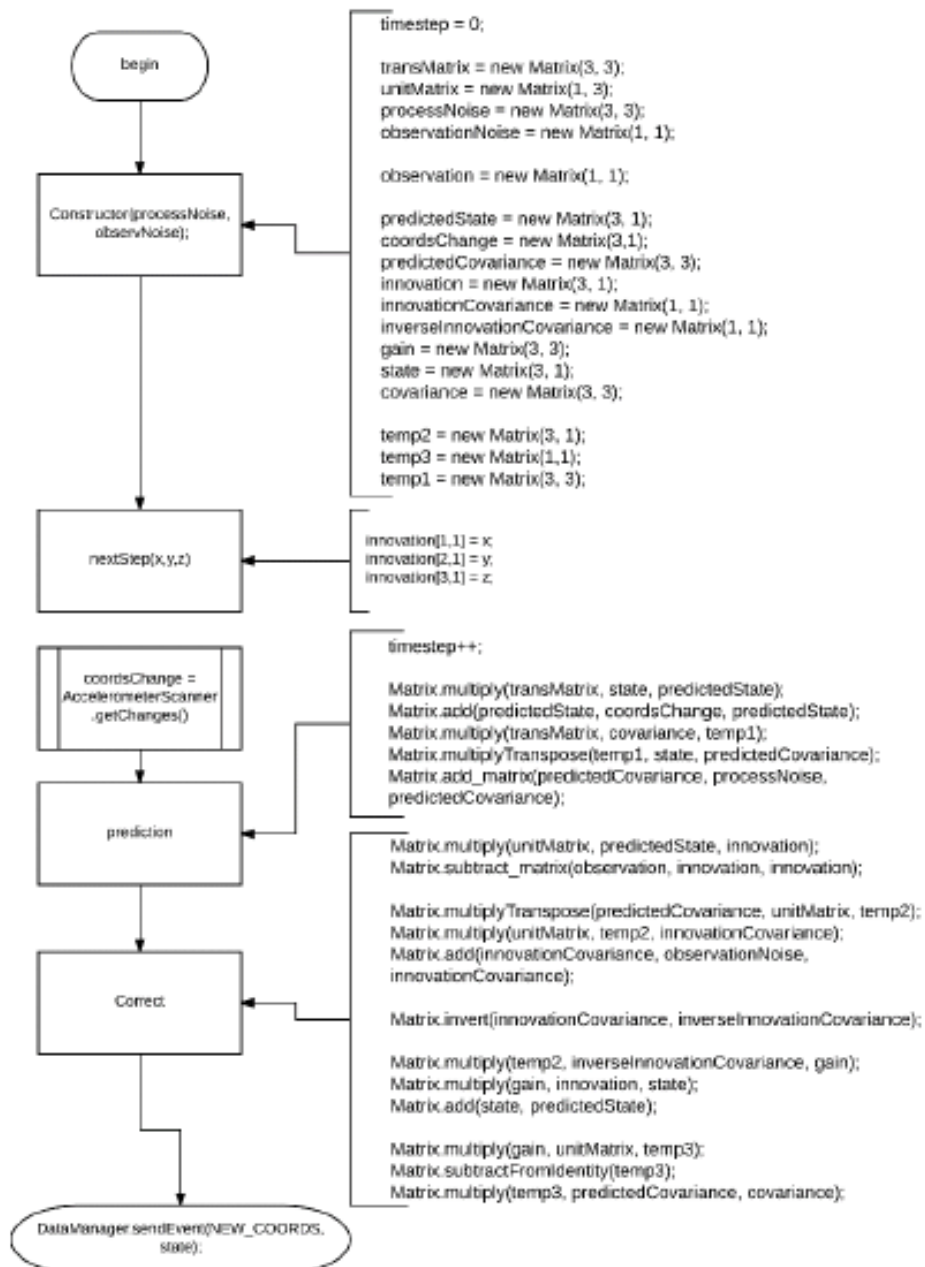 begin
Constructor(processNoise,
observNoise);
timestep = 0;
transMatrix = new Matrix(3, 3);
unitMatrix = new Matrix(1, 3);
processNoise = new Matrix(3, 3);
observationNoise = new Matrix(1, 1);
observation = new Matrix(1, 1);
predictedState = new Matrix(3, 1);
coordsChange = new Matrix(3,1);
predictedCovariance = new Matrix(3, 3);
innovation = new Matrix(3, 1);
innovationCovariance = new Matrix(1, 1);
inverseInnovationCovariance = new Matrix(1, 1);
gain = new Matrix(3, 3);
state = new Matrix(3, 1);
covariance = new Matrix(3, 3);
temp2 = new Matrix(3, 1);
temp3 = new Matrix(1,1);
temp1 = new Matrix(3, 3);
nextStep(x,y,z)
innovation[1,1] = x;
innovation[2,1] = y;
innovation[3,1] = z;
coordsChange =
AccelerometerScanner
.getChanges()
prediction
timestep++;
Matrix.multiply(transMatrix, state, predictedState);
Matrix.add(predictedState, coordsChange, predictedState);
Matrix.multiply(transMatrix, covariance, temp1);
Matrix.multiplyTranspose(temp1, state, predictedCovariance);
Matrix.add_matrix(predictedCovariance, processNoise,
predictedCovariance);
Correct
Matrix.multiply(unitMatrix, predictedState, innovation);
Matrix.subtract_matrix(observation, innovation, innovation);
Matrix.multiplyTranspose(predictedCovariance, unitMatrix, temp2);
Matrix.multiply(unitMatrix, temp2, innovationCovariance);
Matrix.add(innovationCovariance, observationNoise,
innovationCovariance);
Matrix.invert(innovationCovariance, inverseInnovationCovariance);
Matrix.multiply(temp2, inverseInnovationCovariance, gain);
Matrix.multiply(gain, innovation, state);
Matrix.add(state, predictedState);
Matrix.multiply(gain, unitMatrix, temp3);
Matrix.subtractFromIdentity(temp3);
Matrix.multiply(temp3, predictedCovariance, covariance);
DataManager.sendEvent(NEW_COORDS,
state);